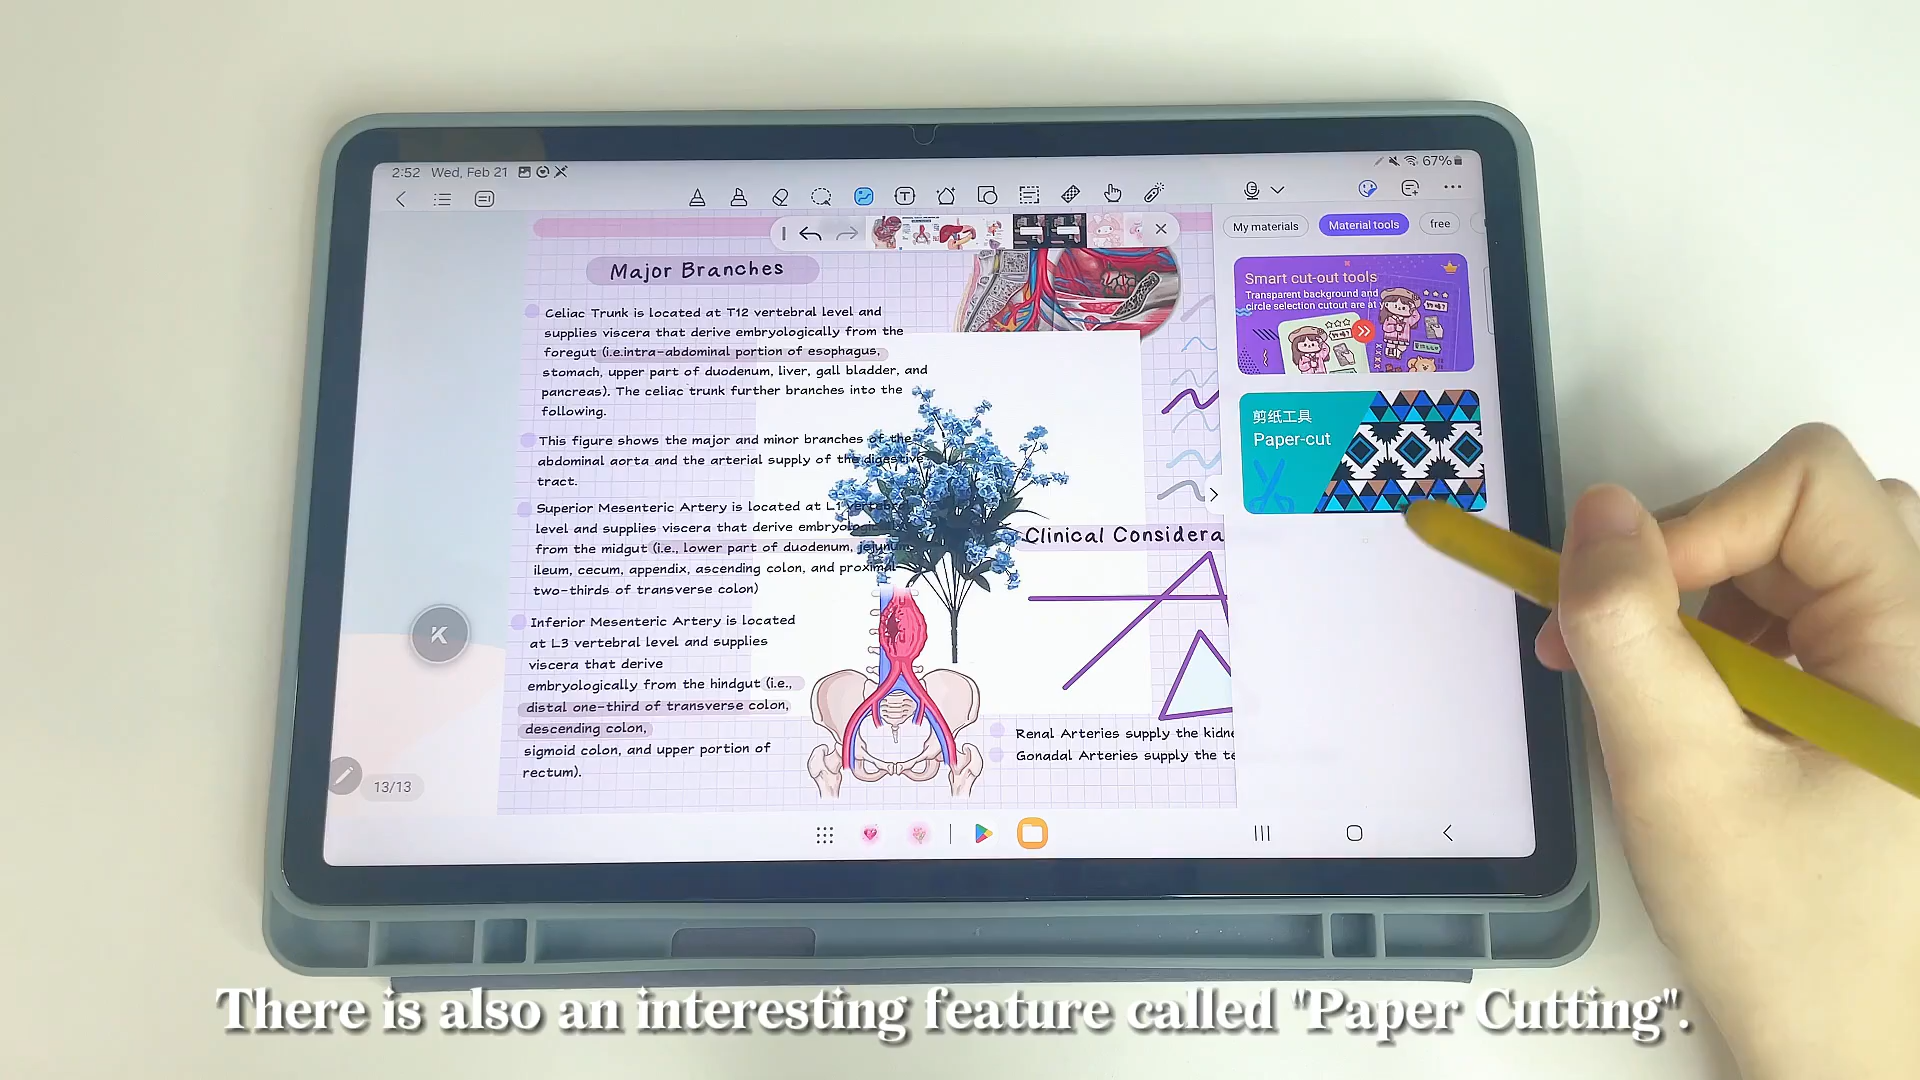 2:52 Wed, Feb 21
67%
My materials
Material tools
free
Major Branches
Celiac Trunk is located at T12 vertebral level and
supplies viscera that derive embryologically from the
foregut (i.e.intra-abdominal portion of esophagus,
stomach, upper part of duodenum, liver, gall bladder, and
pancreas). The celiac trunk further branches into the
following.
This figure shows the major and minor branches of the
abdominal aorta and the arterial supply of the digestive
tract.
Superior Mesenteric Artery is located at L1 vertebral
level and supplies viscera that derive embryologically
from the midgut (i.e., lower part of duodenum, jejunum,
ileum, cecum, appendix, ascending colon, and proximal
two-thirds of transverse colon)
Inferior Mesenteric Artery is located
at L3 vertebral level and supplies
viscera that derive
embryologically from the hindgut (i.e.,
distal one-third of transverse colon,
descending colon,
sigmoid colon, and upper portion of
rectum).
Clinical Considera
Renal Arteries supply the kidne
Gonadal Arteries supply the te
Smart cut-out tools
Transparent background and
circle selection cutout are at y
剪纸工具
Paper-cut
K
13/13
There is also an interesting feature called "Paper Cutting".